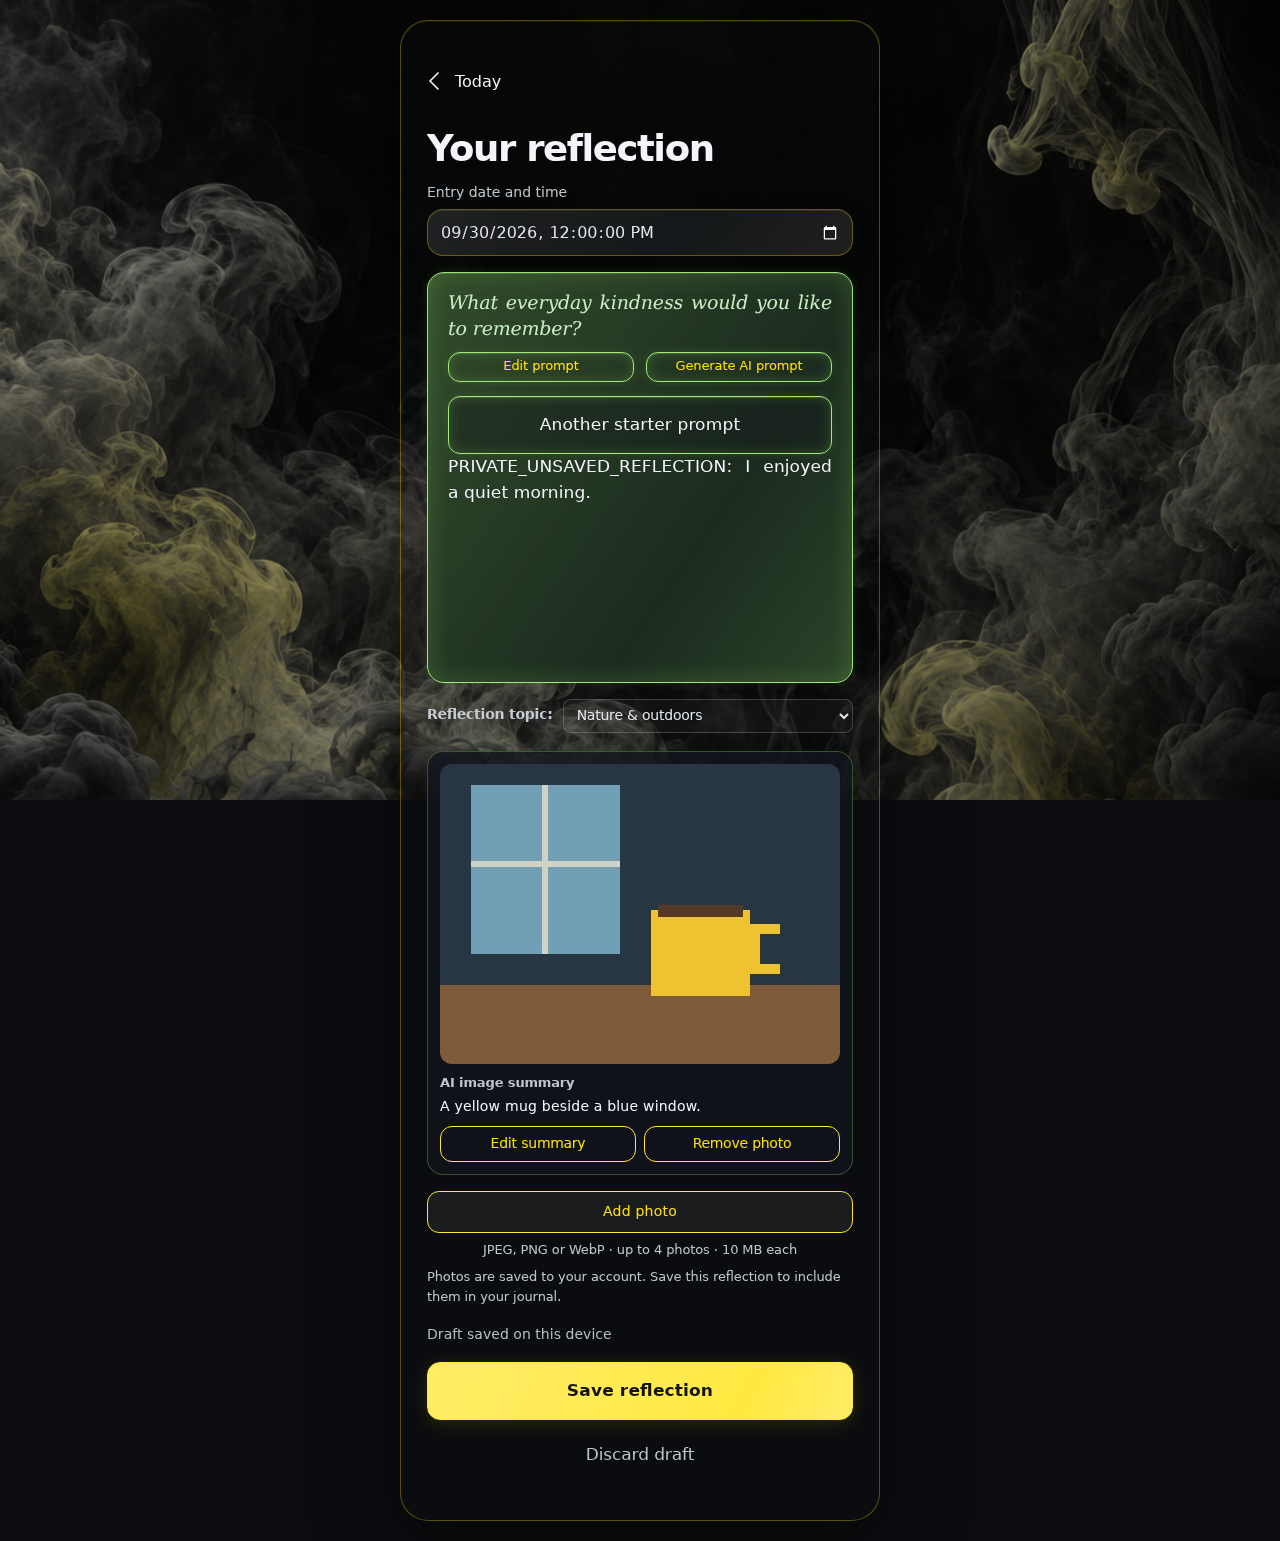 Today
Your reflection
Entry date and time
09/30/2026, 12:00:00 PM
What everyday kindness would you like
to remember?
Edit prompt
Generate AI prompt
Another starter prompt
PRIVATE_UNSAVED_REFLECTION: I enjoyed
a quiet morning.
Reflection topic:
Nature & outdoors
AI image summary
A yellow mug beside a blue window.
Edit summary
Remove photo
Add photo
JPEG, PNG or WebP · up to 4 photos · 10 MB each
Photos are saved to your account. Save this reflection to include
them in your journal.
Draft saved on this device
Save reflection
Discard draft